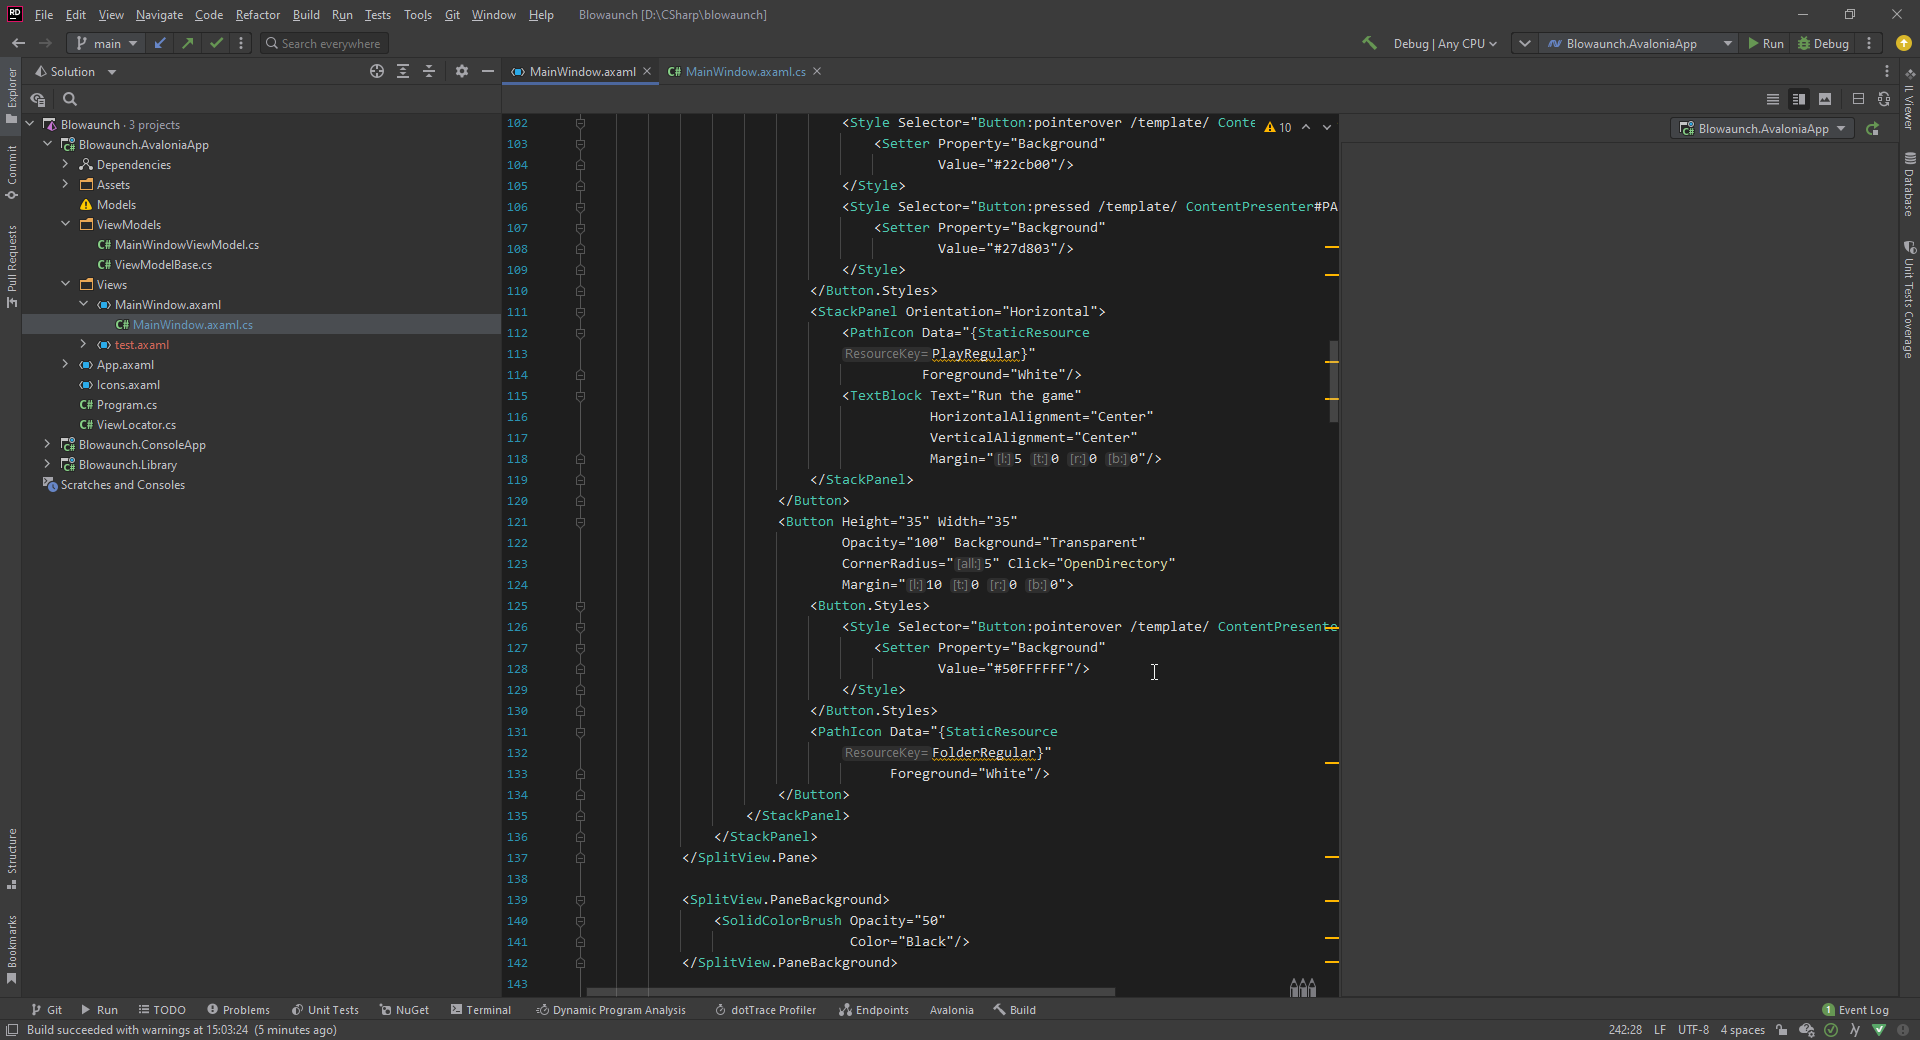 RD File Edit View Navigate Code Refactor Build Run Tests Tools Git Window Help Blowaunch [D:\CSharp\blowaunch]
main Search everywhere Debug | Any CPU Blowaunch.AvaloniaApp Run Debug
Solution
MainWindow.axaml
C# MainWindow.axaml.cs
Explorer
Commit
Pull Requests
Structure
Bookmarks
Blowaunch · 3 projects
Blowaunch.AvaloniaApp
Dependencies
Assets
Models
ViewModels
C# MainWindowViewModel.cs
C# ViewModelBase.cs
Views
MainWindow.axaml
C# MainWindow.axaml.cs
test.axaml
App.axaml
Icons.axaml
C# Program.cs
C# ViewLocator.cs
Blowaunch.ConsoleApp
Blowaunch.Library
Scratches and Consoles
102 <Style Selector="Button:pointerover /template/ Conte
10
103 <Setter Property="Background"
104 Value="#22cb00"/>
105 </Style>
106 <Style Selector="Button:pressed /template/ ContentPresenter#PA
107 <Setter Property="Background"
108 Value="#27d803"/>
109 </Style>
110 </Button.Styles>
111 <StackPanel Orientation="Horizontal">
112 <PathIcon Data="{StaticResource
113 ResourceKey= PlayRegular}"
114 Foreground="White"/>
115 <TextBlock Text="Run the game"
116 HorizontalAlignment="Center"
117 VerticalAlignment="Center"
118 Margin="[l:]5 [t:]0 [r:]0 [b:]0"/>
119 </StackPanel>
120 </Button>
121 <Button Height="35" Width="35"
122 Opacity="100" Background="Transparent"
123 CornerRadius="[all:]5" Click="OpenDirectory"
124 Margin="[l:]10 [t:]0 [r:]0 [b:]0">
125 <Button.Styles>
126 <Style Selector="Button:pointerover /template/ ContentPresente
127 <Setter Property="Background"
128 Value="#50FFFFFF"/>
129 </Style>
130 </Button.Styles>
131 <PathIcon Data="{StaticResource
132 ResourceKey= FolderRegular}"
133 Foreground="White"/>
134 </Button>
135 </StackPanel>
136 </StackPanel>
137 </SplitView.Pane>
138
139 <SplitView.PaneBackground>
140 <SolidColorBrush Opacity="50"
141 Color="Black"/>
142 </SplitView.PaneBackground>
143
Blowaunch.AvaloniaApp
IL Viewer
Database
Unit Tests Coverage
Git Run TODO Problems Unit Tests NuGet Terminal Dynamic Program Analysis dotTrace Profiler Endpoints Avalonia Build 1 Event Log
Build succeeded with warnings at 15:03:24 (5 minutes ago) 242:28 LF UTF-8 4 spaces